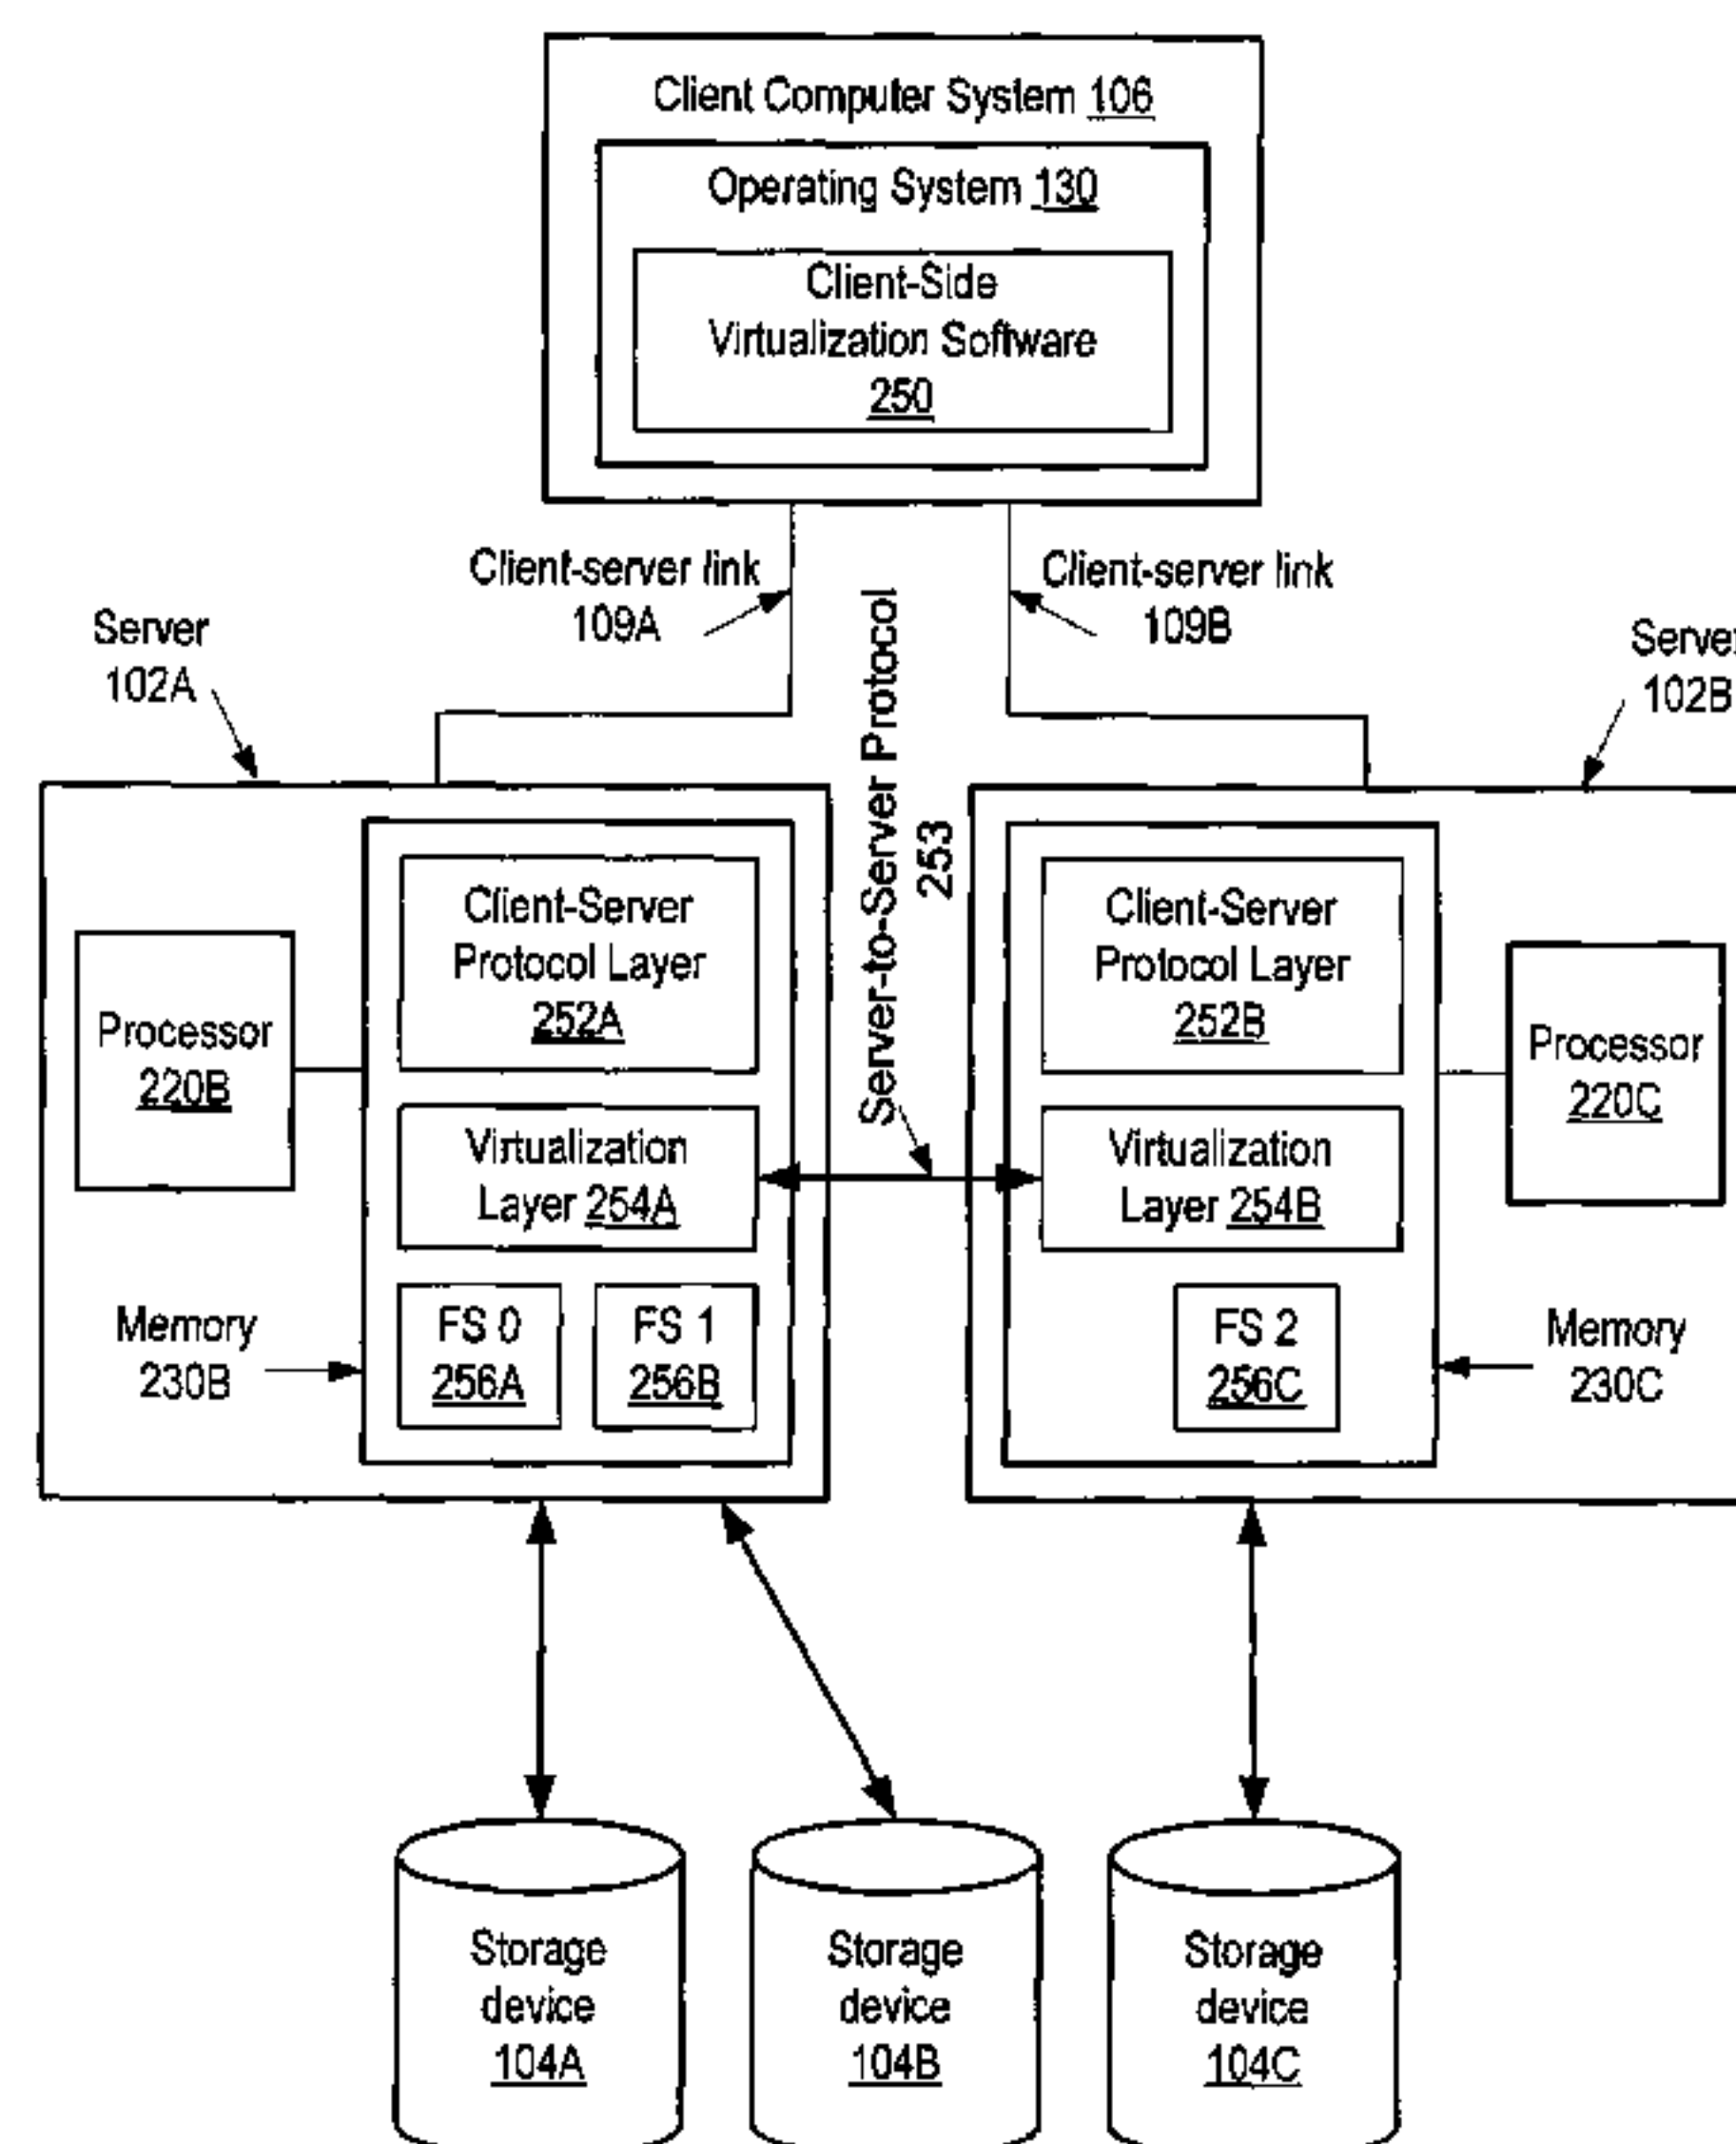 Client Computer System 106
Operating System 130
Client-Side
Virtualization Software
250
Client-server link
109A
Client-server link
109B
Server
102A
Server-to-Server Protocol
253
102B
Client-Server
Protocol Layer
252A
Processor
220B
Virtualization
Layer 254A
Memory
230B
FS 0
256A
FS 1
256B
Client-Server
Protocol Layer
252B
Processor
220C
Virtualization
Layer 254B
FS 2
256C
Memory
230C
Storage
device
104A
Storage
device
104B
Storage
device
104C